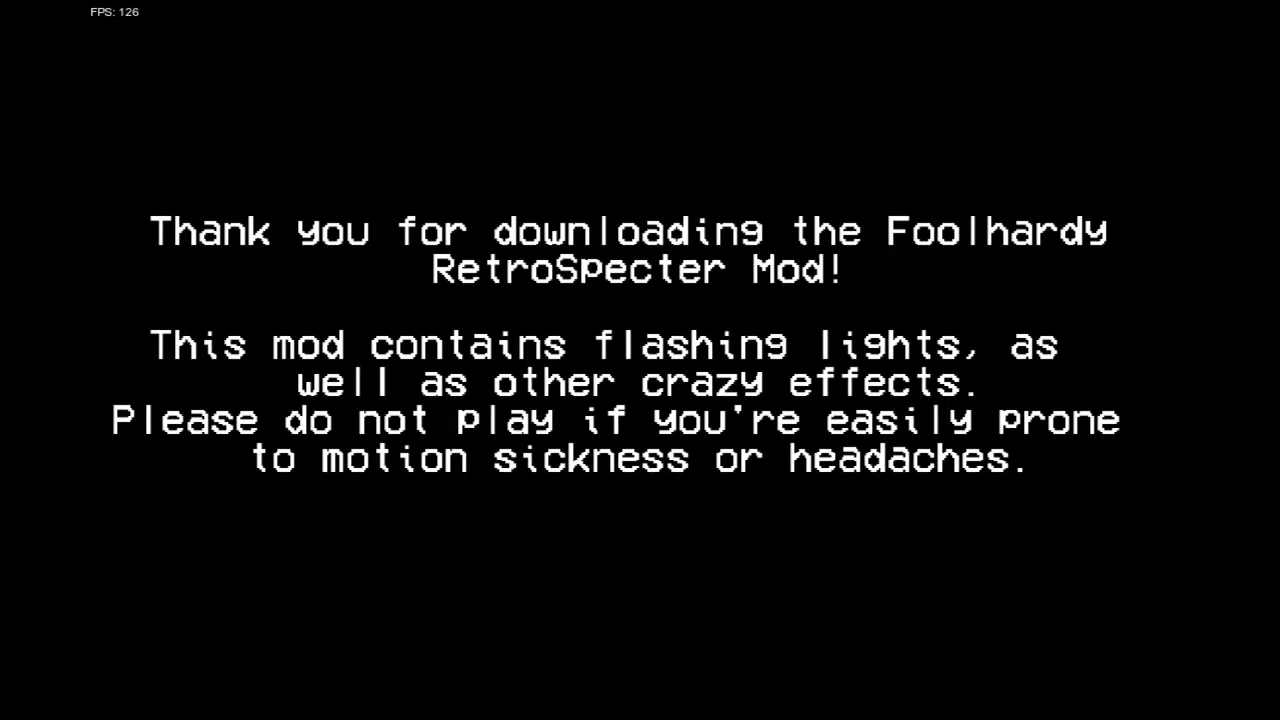 FPS: 126
Thank you for downloading the Foolhardy
RetroSpecter Mod!
This mod contains flashing lights, as
well as other crazy effects.
Please do not play if you're easily prone
to motion sickness or headaches.